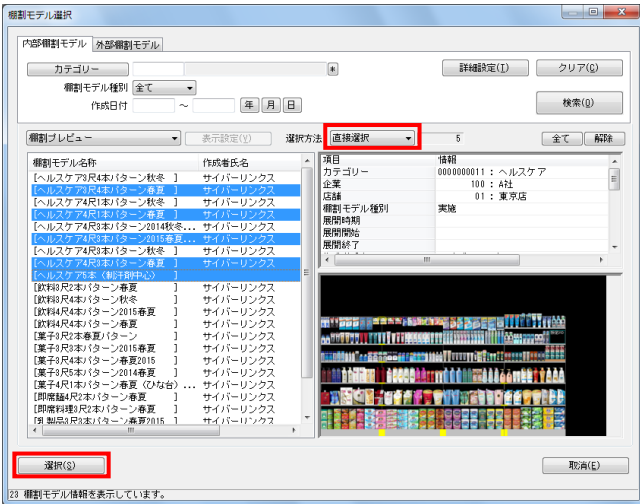 棚割モデル選択
内部棚割モデル 外部棚割モデル
カテゴリー * 詳細設定(I) クリア(C)
棚割モデル種別 全て
作成日付 ～ 年 月 日 検索(Q)
棚割プレビュー 表示設定(V) 選択方法 直接選択 5 全て 解除
棚割モデル名称 作成者氏名
[ヘルスケア3尺4本パターン秋冬 ] サイバーリンクス
[ヘルスケア3尺4本パターン春夏 ] サイバーリンクス
[ヘルスケア4尺1本パターン秋冬 ] サイバーリンクス
[ヘルスケア4尺1本パターン春夏 ] サイバーリンクス
[ヘルスケア4尺3本パターン2014秋冬... サイバーリンクス
[ヘルスケア4尺3本パターン2015春夏... サイバーリンクス
[ヘルスケア4尺3本パターン秋冬 ] サイバーリンクス
[ヘルスケア4尺3本パターン春夏 ] サイバーリンクス
[ヘルスケア5本（制汗剤中心） ]
[飲料3尺2本パターン春夏 ] サイバーリンクス
[飲料3尺4本パターン秋冬 ] サイバーリンクス
[飲料4尺4本パターン2015春夏 ] サイバーリンクス
[飲料4尺4本パターン春夏 ] サイバーリンクス
[菓子3尺2本春夏パターン ] サイバーリンクス
[菓子3尺3本パターン2015春夏 ] サイバーリンクス
[菓子3尺4本パターン春夏2015 ] サイバーリンクス
[菓子3尺5本パターン2014春夏 ] サイバーリンクス
[菓子4尺1本パターン春夏（ひな台）... サイバーリンクス
[即席麺4尺2本パターン春夏 ] サイバーリンクス
[即席料理3尺2本パターン春夏 ] サイバーリンクス
[乳製品3尺3本パターン春夏2015 ] サイバーリンクス
項目 情報
カテゴリー 0000000011 : ヘルスケア
企業 100 : A社
店舗 01 : 東京店
棚割モデル種別 実施
展開時期
展開開始
展開終了
選択(S) 取消(E)
23 棚割モデル情報を表示しています。